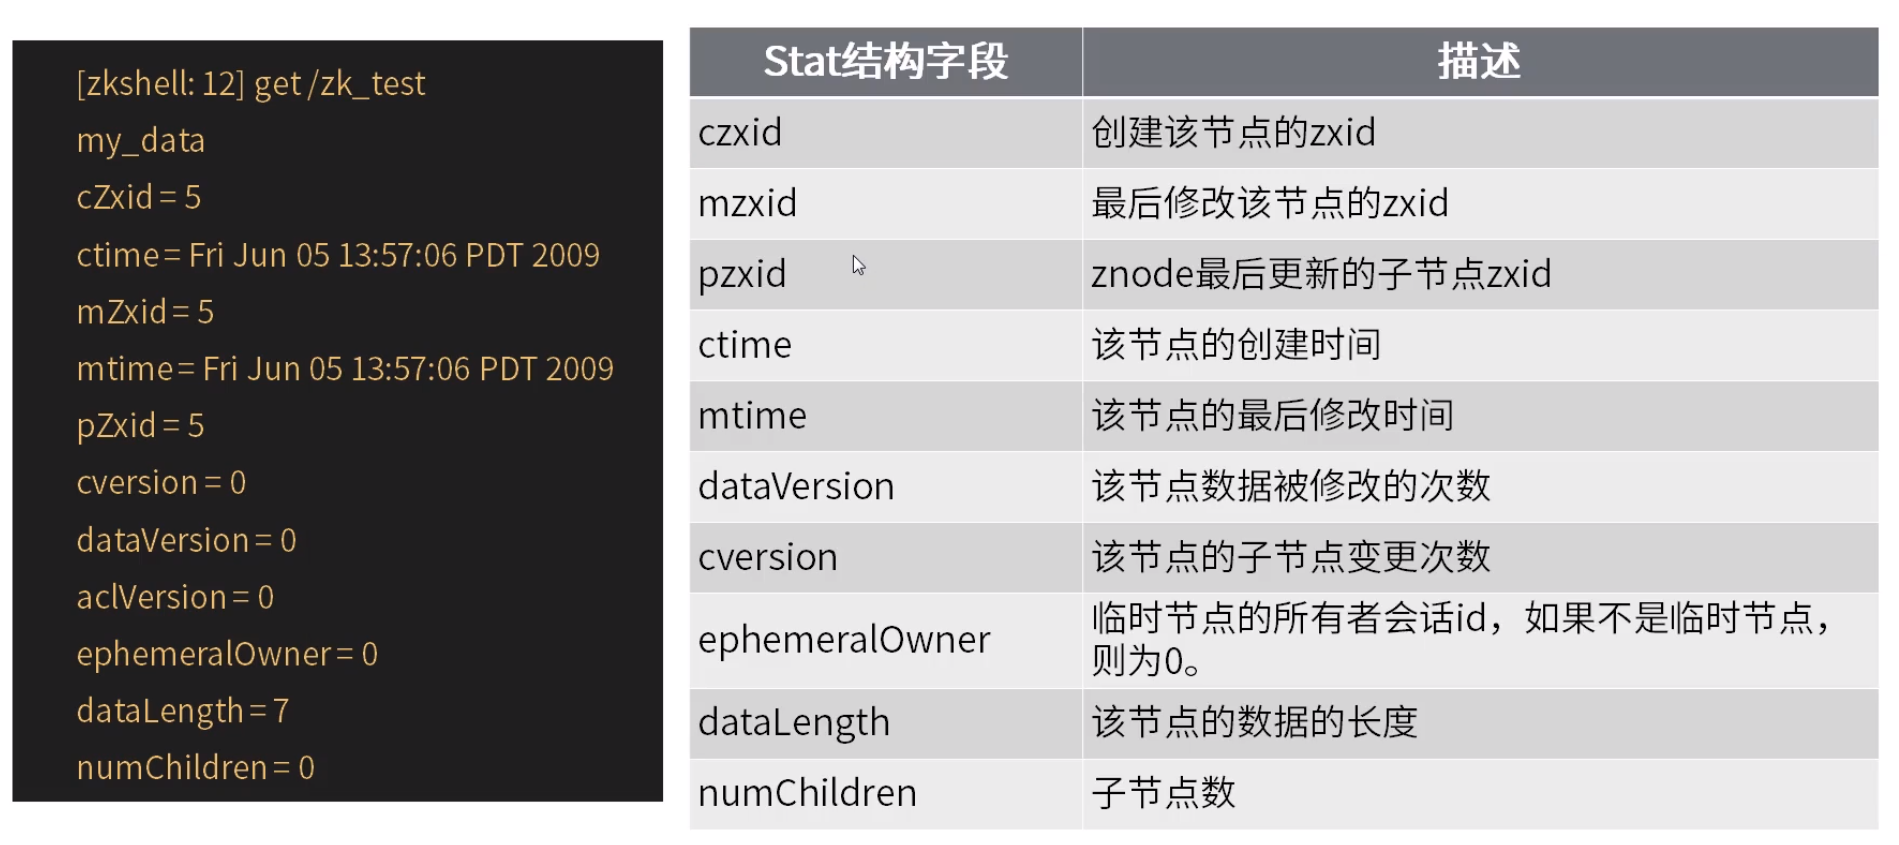 [zkshell: 12] get /zk_test
my_data
cZxid = 5
ctime = Fri Jun 05 13:57:06 PDT 2009
mZxid = 5
mtime = Fri Jun 05 13:57:06 PDT 2009
pZxid = 5
cversion = 0
dataVersion = 0
aclVersion = 0
ephemeralOwner = 0
dataLength = 7
numChildren = 0
Stat结构字段 描述
czxid 创建该节点的zxid
mzxid 最后修改该节点的zxid
pzxid znode最后更新的子节点zxid
ctime 该节点的创建时间
mtime 该节点的最后修改时间
dataVersion 该节点数据被修改的次数
cversion 该节点的子节点变更次数
ephemeralOwner 临时节点的所有者会话id，如果不是临时节点，
则为0。
dataLength 该节点的数据的长度
numChildren 子节点数